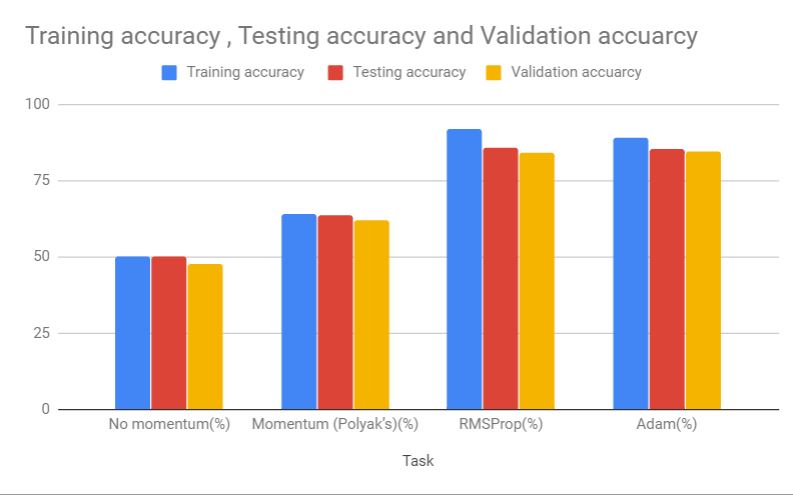 Training accuracy , Testing accuracy and Validation accuarcy
Training accuracy Testing accuracy Validation accuarcy
100
75
50
25
0
No momentum(%) Momentum (Polyak's)(%) RMSProp(%) Adam(%)
Task